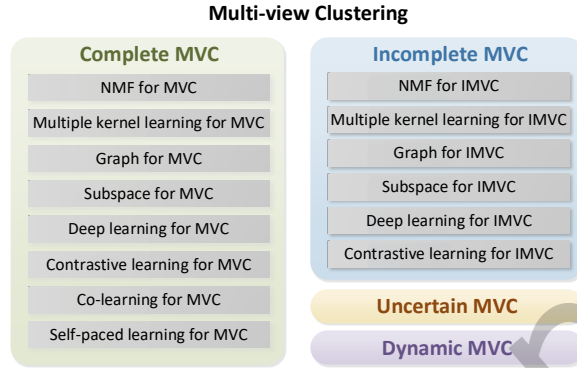 Multi-view Clustering
Complete MVC
NMF for MVC
Multiple kernel learning for MVC
Graph for MVC
Subspace for MVC
Deep learning for MVC
Contrastive learning for MVC
Co-learning for MVC
Self-paced learning for MVC
Incomplete MVC
NMF for IMVC
Multiple kernel learning for IMVC
Graph for IMVC
Subspace for IMVC
Deep learning for IMVC
Contrastive learning for IMVC
Uncertain MVC
Dynamic MVC